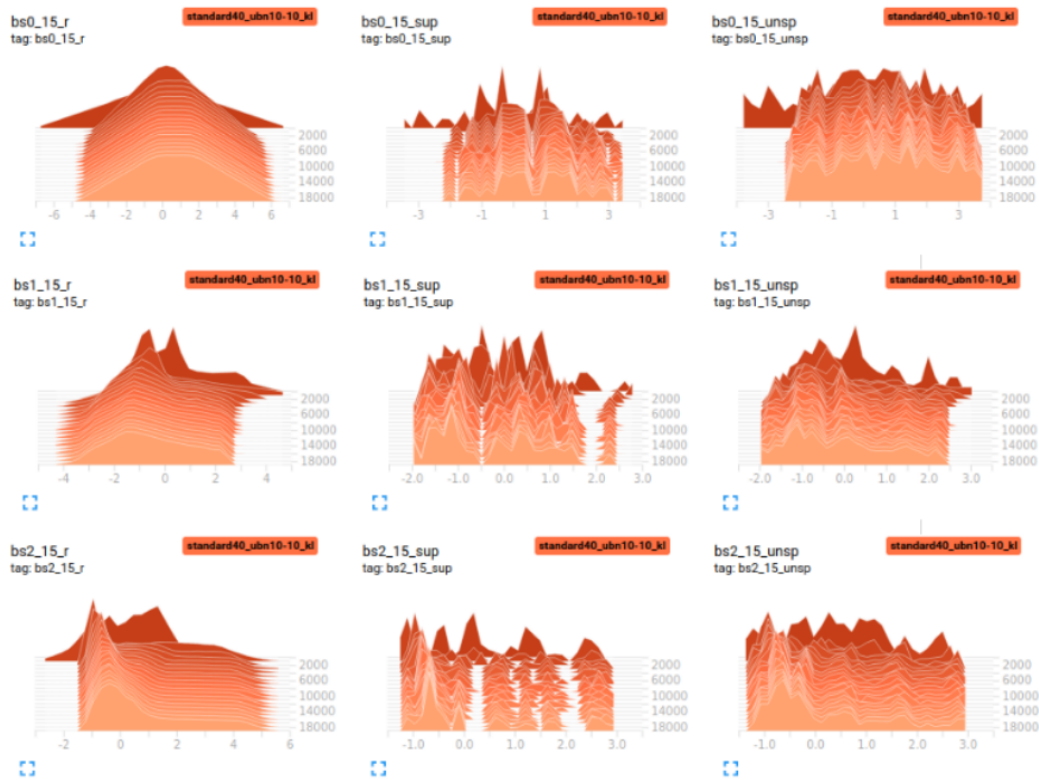 bs0_15_r
standard40_ubn10-10_kl
tag: bs0_15_r
2000
6000
10000
14000
18000
-6 -4 -2 0 2 4 6
bs0_15_sup
standard40_ubn10-10_kl
tag: bs0_15_sup
2000
6000
10000
14000
18000
-3 -1 1 3
bs0_15_unsp
standard40_ubn10-10_kl
tag: bs0_15_unsp
2000
6000
10000
14000
18000
-3 -1 1 3
bs1_15_r
standard40_ubn10-10_kl
tag: bs1_15_r
2000
6000
10000
14000
18000
-4 -2 0 2 4
bs1_15_sup
standard40_ubn10-10_kl
tag: bs1_15_sup
2000
6000
10000
14000
18000
-2.0 -1.0 0.0 1.0 2.0 3.0
bs1_15_unsp
standard40_ubn10-10_kl
tag: bs1_15_unsp
2000
6000
10000
14000
18000
-2.0 -1.0 0.0 1.0 2.0 3.0
bs2_15_r
standard40_ubn10-10_kl
tag: bs2_15_r
2000
6000
10000
14000
18000
-2 0 2 4 6
bs2_15_sup
standard40_ubn10-10_kl
tag: bs2_15_sup
2000
6000
10000
14000
18000
-1.0 0.0 1.0 2.0 3.0
bs2_15_unsp
standard40_ubn10-10_kl
tag: bs2_15_unsp
2000
6000
10000
14000
18000
-1.0 0.0 1.0 2.0 3.0